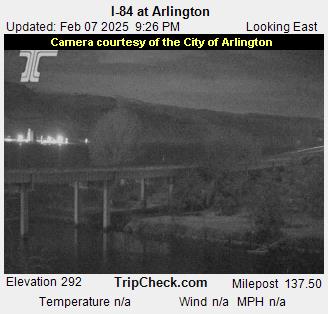 I-84 at Arlington
Updated: Feb 07 2025 9:26 PM Looking East
Camera courtesy of the City of Arlington
Elevation 292 TripCheck.com Milepost 137.50
Temperature n/a Wind n/a MPH n/a